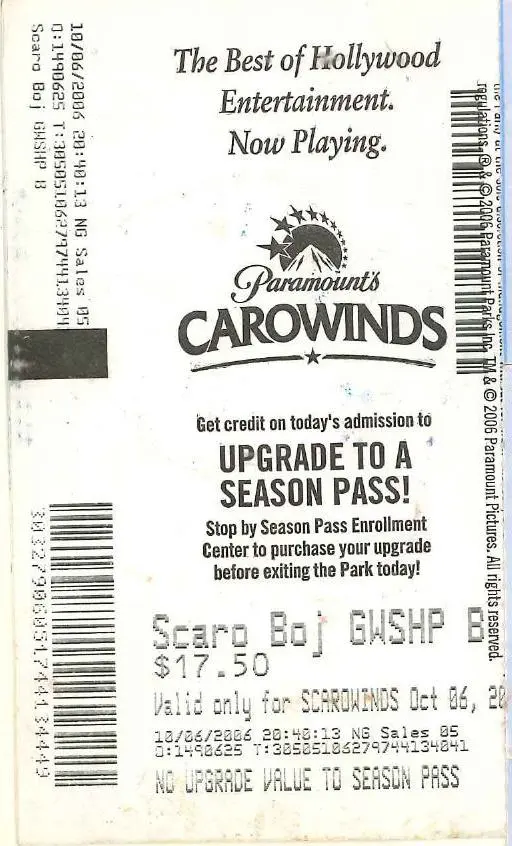 The Best of Hollywood
Entertainment.
Now Playing.
Paramount's
CAROWINDS
Get credit on today's admission to
UPGRADE TO A
SEASON PASS!
Stop by Season Pass Enrollment
Center to purchase your upgrade
before exiting the Park today!
Scaro Boj GWSHP B
$17.50
Valid only for SCAROWINDS Oct 06, 20
10/06/2006 20:40:13 NG Sales 05
O:1490625 T:30505106279744134041
NO UPGRADE VALUE TO SEASON PASS
10/06/2006 20:40:13 NG Sales 05
Scaro Boj GWSHP B
regulations. ® & © 2006 Paramount Parks Inc. TM & © 2006 Paramount Pictures. All rights reserved.